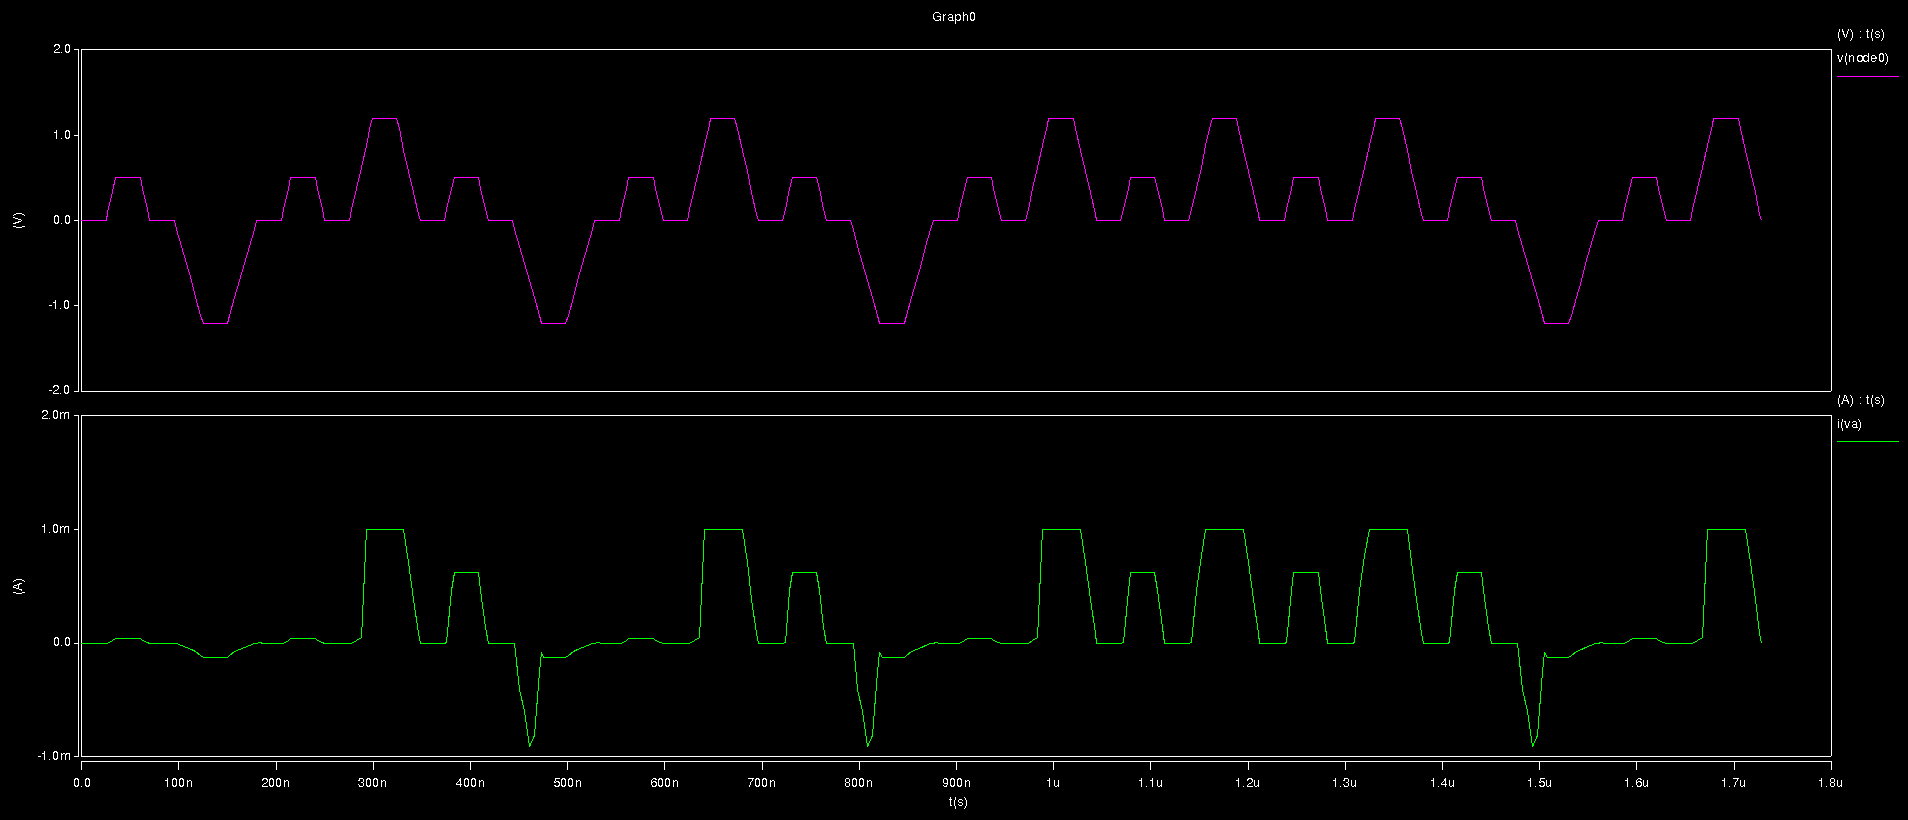 Graph0
(V) : t(s)
v(node0)
2.0
1.0
0.0
-1.0
-2.0
(V)
(A) : t(s)
i(va)
2.0m
1.0m
0.0
-1.0m
(A)
0.0 100n 200n 300n 400n 500n 600n 700n 800n 900n 1u 1.1u 1.2u 1.3u 1.4u 1.5u 1.6u 1.7u 1.8u
t(s)